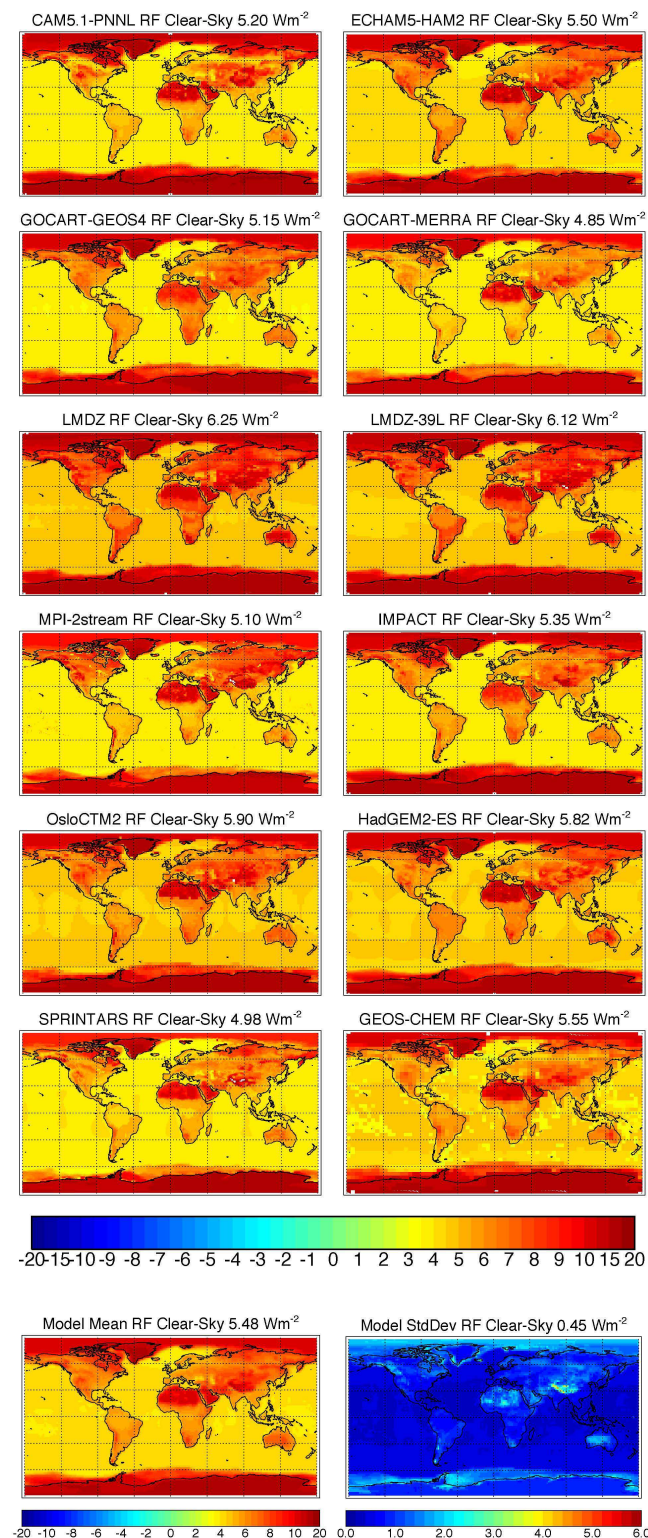 CAM5.1-PNNL RF Clear-Sky 5.20 Wm-2
ECHAM5-HAM2 RF Clear-Sky 5.50 Wm-2
GOCART-GEOS4 RF Clear-Sky 5.15 Wm-2
GOCART-MERRA RF Clear-Sky 4.85 Wm-2
LMDZ RF Clear-Sky 6.25 Wm-2
LMDZ-39L RF Clear-Sky 6.12 Wm-2
MPI-2stream RF Clear-Sky 5.10 Wm-2
IMPACT RF Clear-Sky 5.35 Wm-2
OsloCTM2 RF Clear-Sky 5.90 Wm-2
HadGEM2-ES RF Clear-Sky 5.82 Wm-2
SPRINTARS RF Clear-Sky 4.98 Wm-2
GEOS-CHEM RF Clear-Sky 5.55 Wm-2
-20-15-10 -9 -8 -7 -6 -5 -4 -3 -2 -1 0 1 2 3 4 5 6 7 8 9 10 15 20
Model Mean RF Clear-Sky 5.48 Wm-2
Model StdDev RF Clear-Sky 0.45 Wm-2
-20 -10 -8 -6 -4 -2 0 2 4 6 8 10 20
0.0 1.0 2.0 3.0 4.0 5.0 6.0